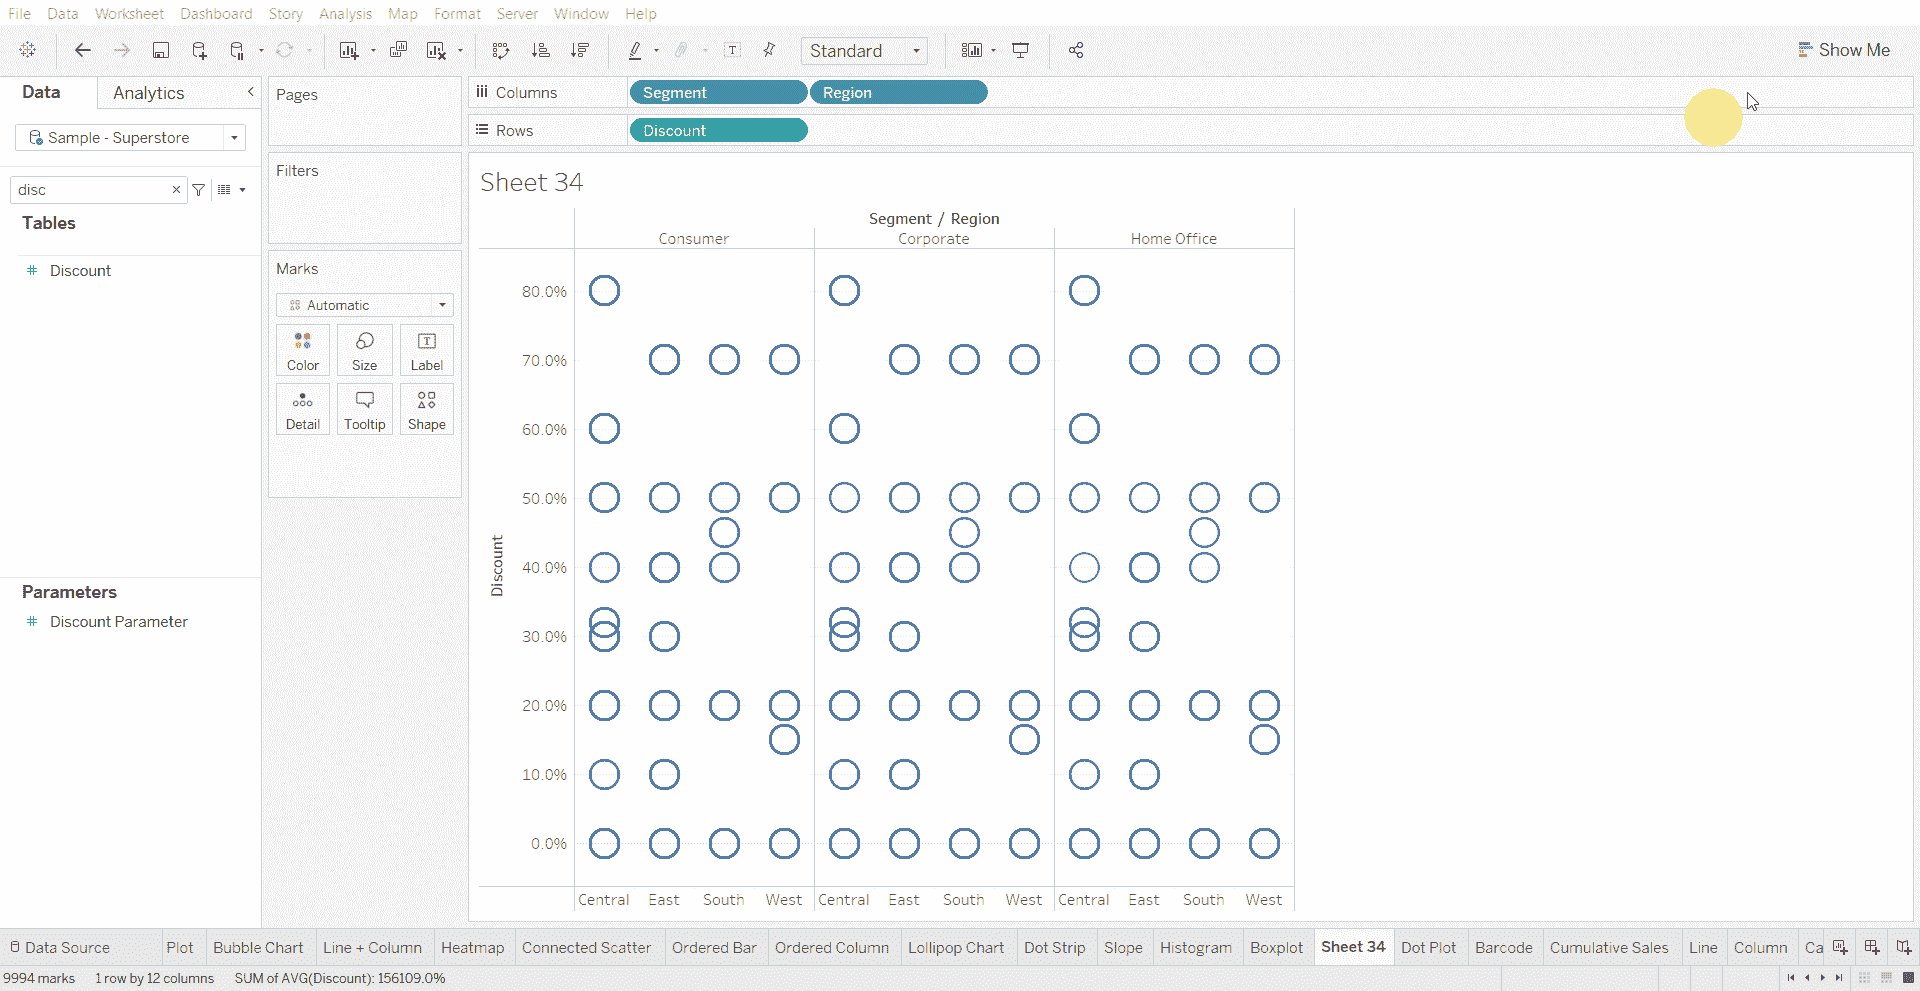 File Data Worksheet Dashboard Story Analysis Map Format Server Window Help
Standard
Show Me
Data Analytics
Pages
Columns Segment Region
Rows Discount
Sample - Superstore
Filters
disc
Tables
Discount
Sheet 34
Segment / Region
Consumer Corporate Home Office
Marks
Automatic
Color Size Label
Detail Tooltip Shape
Discount
80.0%
70.0%
60.0%
50.0%
40.0%
30.0%
20.0%
10.0%
0.0%
Central East South West Central East South West Central East South West
Parameters
Discount Parameter
Data Source Plot Bubble Chart Line + Column Heatmap Connected Scatter Ordered Bar Ordered Column Lollipop Chart Dot Strip Slope Histogram Boxplot Sheet 34 Dot Plot Barcode Cumulative Sales Line Column Ca
9994 marks 1 row by 12 columns SUM of AVG(Discount): 156109.0%